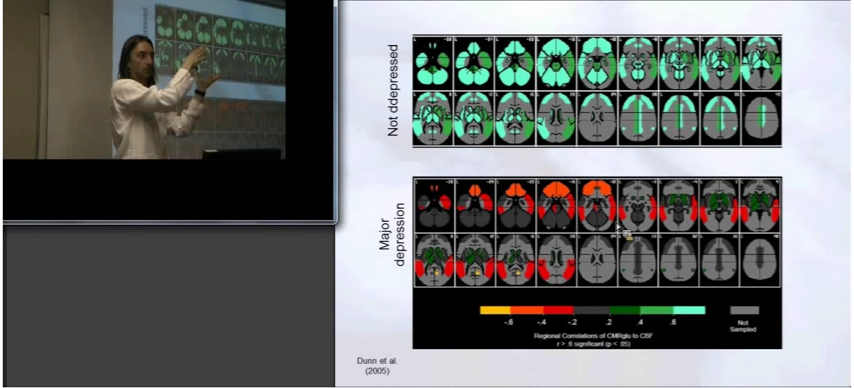 Not ddepressed
Major
depression
-.6 -.4 -.2 .2 .4 .6
Not
Sampled
Regional Correlations of CMRglu to CBF
r > .6 significant (p < .05)
Dunn et al.
(2005)